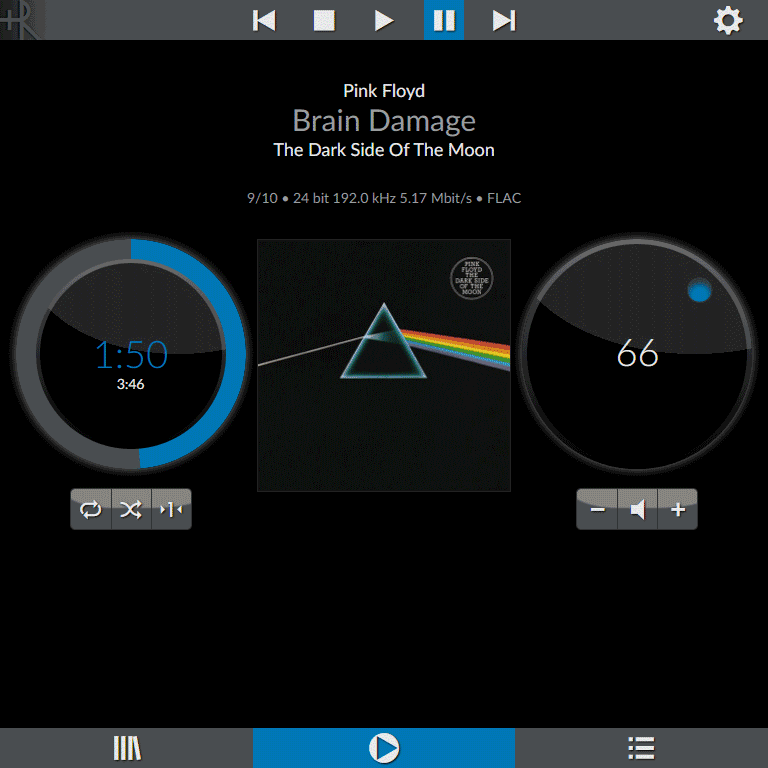 Pink Floyd
Brain Damage
The Dark Side Of The Moon
9/10 • 24 bit 192.0 kHz 5.17 Mbit/s • FLAC
PINK
FLOYD
THE
DARK SIDE
OF THE
MOON
1:50
3:46
66
1